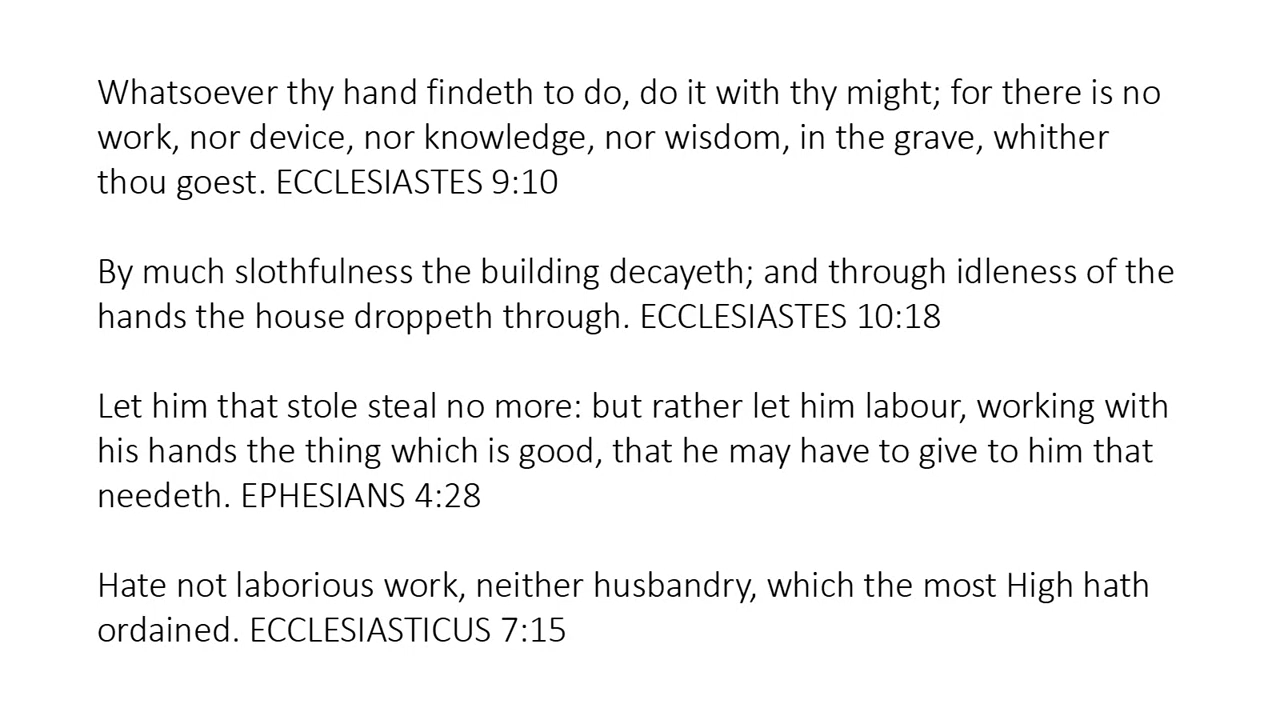 Whatsoever thy hand findeth to do, do it with thy might; for there is no
work, nor device, nor knowledge, nor wisdom, in the grave, whither
thou goest. ECCLESIASTES 9:10
By much slothfulness the building decayeth; and through idleness of the
hands the house droppeth through. ECCLESIASTES 10:18
Let him that stole steal no more: but rather let him labour, working with
his hands the thing which is good, that he may have to give to him that
needeth. EPHESIANS 4:28
Hate not laborious work, neither husbandry, which the most High hath
ordained. ECCLESIASTICUS 7:15